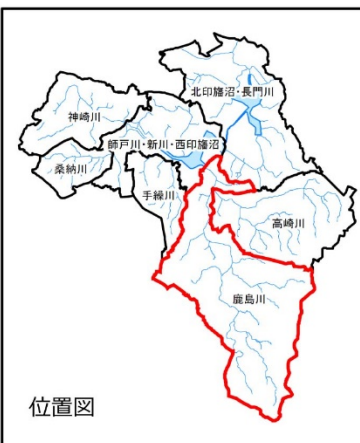 北印旛沼・長門川
神崎川
師戸川・新川・西印旛沼
桑納川
手繰川
高崎川
鹿島川
位置図